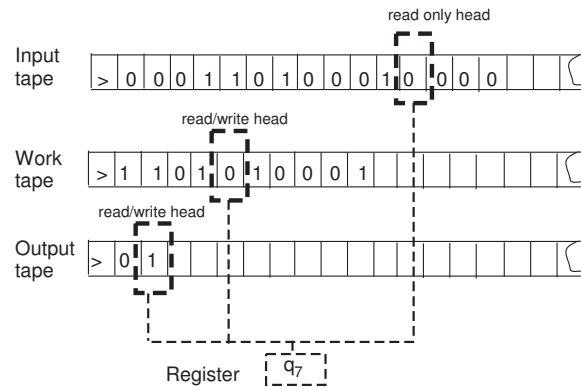 read only head
Input tape
> 0 0 0 1 1 0 1 0 0 0 1 0 0 0 0
read/write head
Work tape
> 1 1 0 1 0 1 0 0 0 1
read/write head
Output tape
> 0 1
Register q7